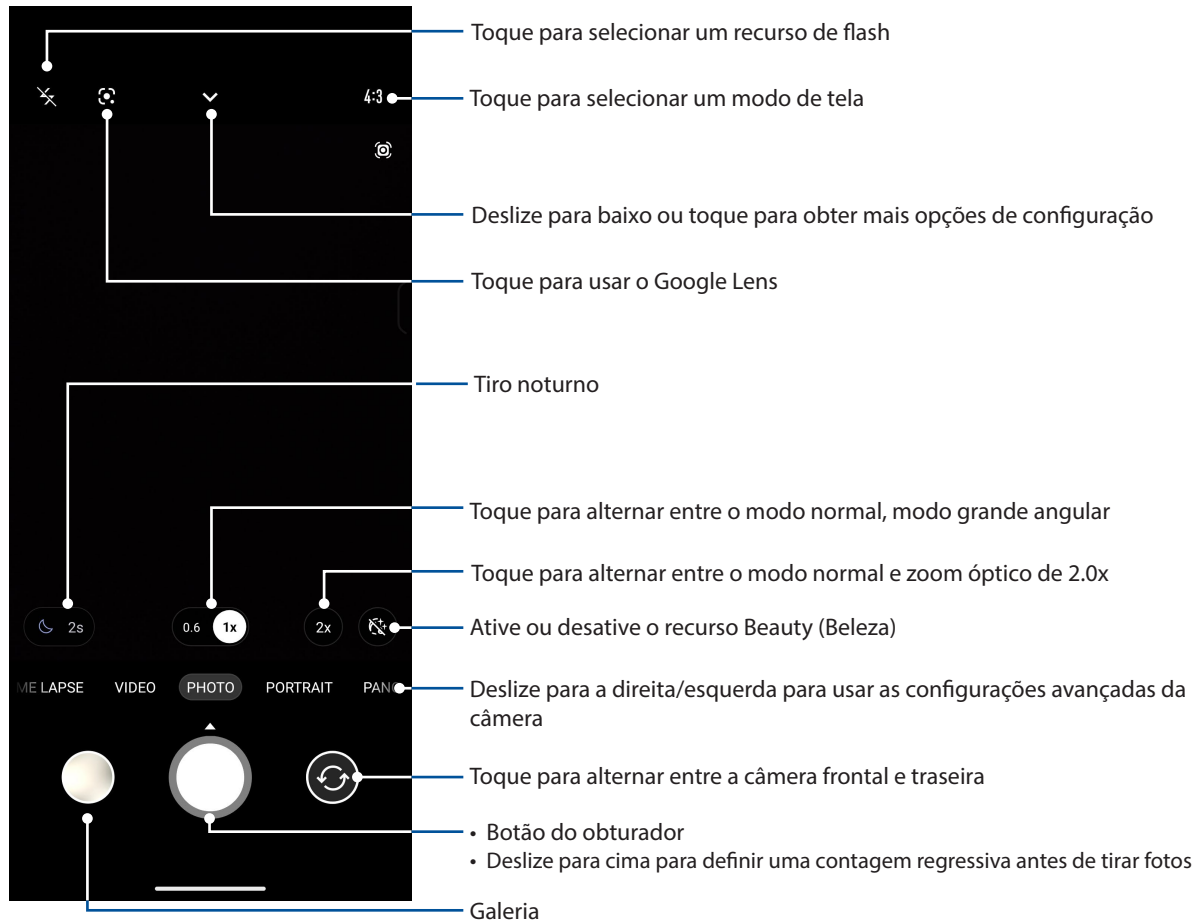 Toque para selecionar um recurso de flash
4:3
Toque para selecionar um modo de tela
Deslize para baixo ou toque para obter mais opções de configuração
Toque para usar o Google Lens
Tiro noturno
Toque para alternar entre o modo normal, modo grande angular
Toque para alternar entre o modo normal e zoom óptico de 2.0x
2s
0.6 1x
2x
Ative ou desative o recurso Beauty (Beleza)
ME LAPSE VIDEO PHOTO PORTRAIT PANO
Deslize para a direita/esquerda para usar as configurações avançadas da
câmera
Toque para alternar entre a câmera frontal e traseira
• Botão do obturador
• Deslize para cima para definir uma contagem regressiva antes de tirar fotos
Galeria